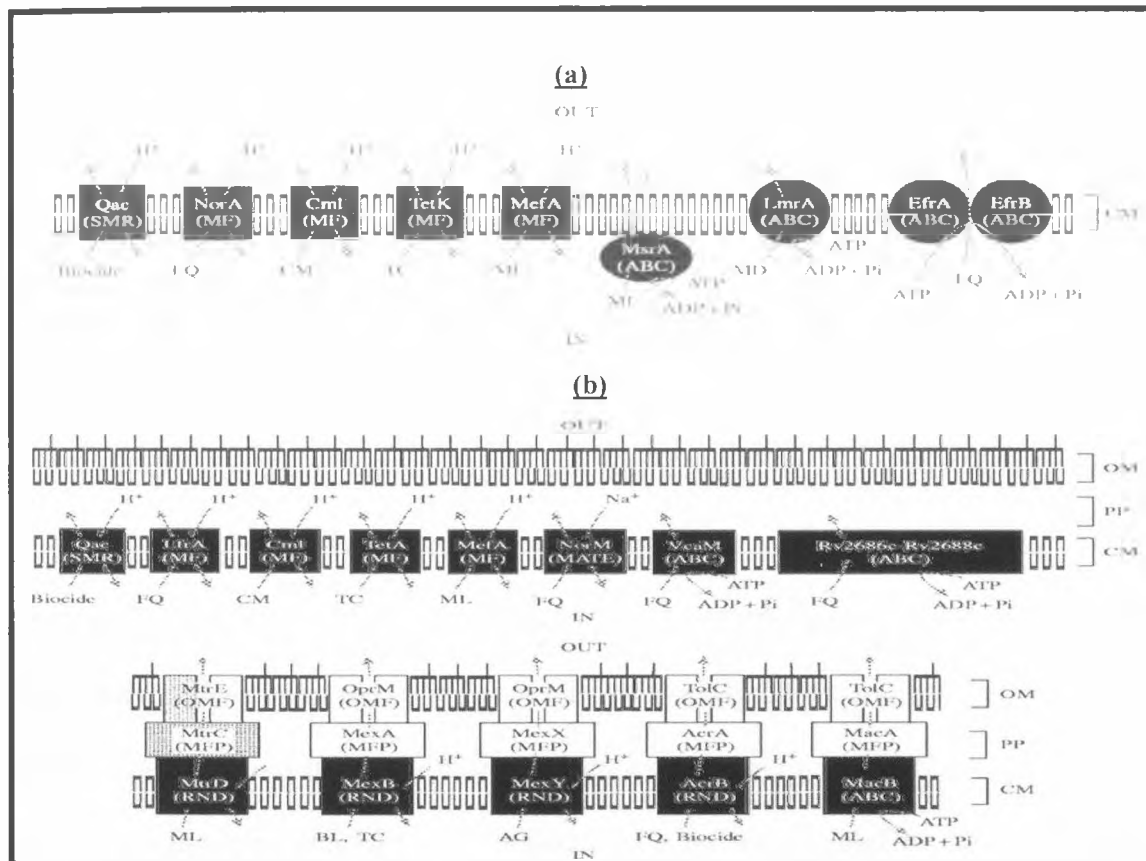 (a)
OUT
H⁺ H⁺ H⁺ H⁺ H⁺
Qac NorA Cml TetK MefA LmrA EfrA EfrB
(SMR) (MF) (MF) (MF) (MF) (ABC) (ABC) (ABC)
CM
MsrA
(ABC)
Biocide FQ CM TC ML MD ATP
ADP + Pi
ML ATP
ADP + Pi
ATP FQ ADP + Pi
IN
(b)
OUT
OM
H⁺ H⁺ H⁺ H⁺ H⁺ Na⁺
PP
Qac CmI TetA MefA NorM VcaM Rv2686c-Rv2688c
(SMR) (MF) (MF) (MF) (MF) (MATE) (ABC) (ABC)
CM
ATP ATP
Biocide FQ CM TC ML FQ FQ ADP + Pi FQ ADP + Pi
IN
OUT
MtrE OprM OprM TolC TolC
(OMF) (OMF) (OMF) (OMF) (OMF)
OM
MtrC MexA MexX AcrA MacA
(MFP) (MFP) (MFP) (MFP) (MFP)
PP
H⁺ H⁺ H⁺
MtrD MexB MexY AcrB MacB
(RND) (RND) (RND) (RND) (ABC)
CM
ATP
ML BL, TC AG FQ, Biocide ML ADP + Pi
IN